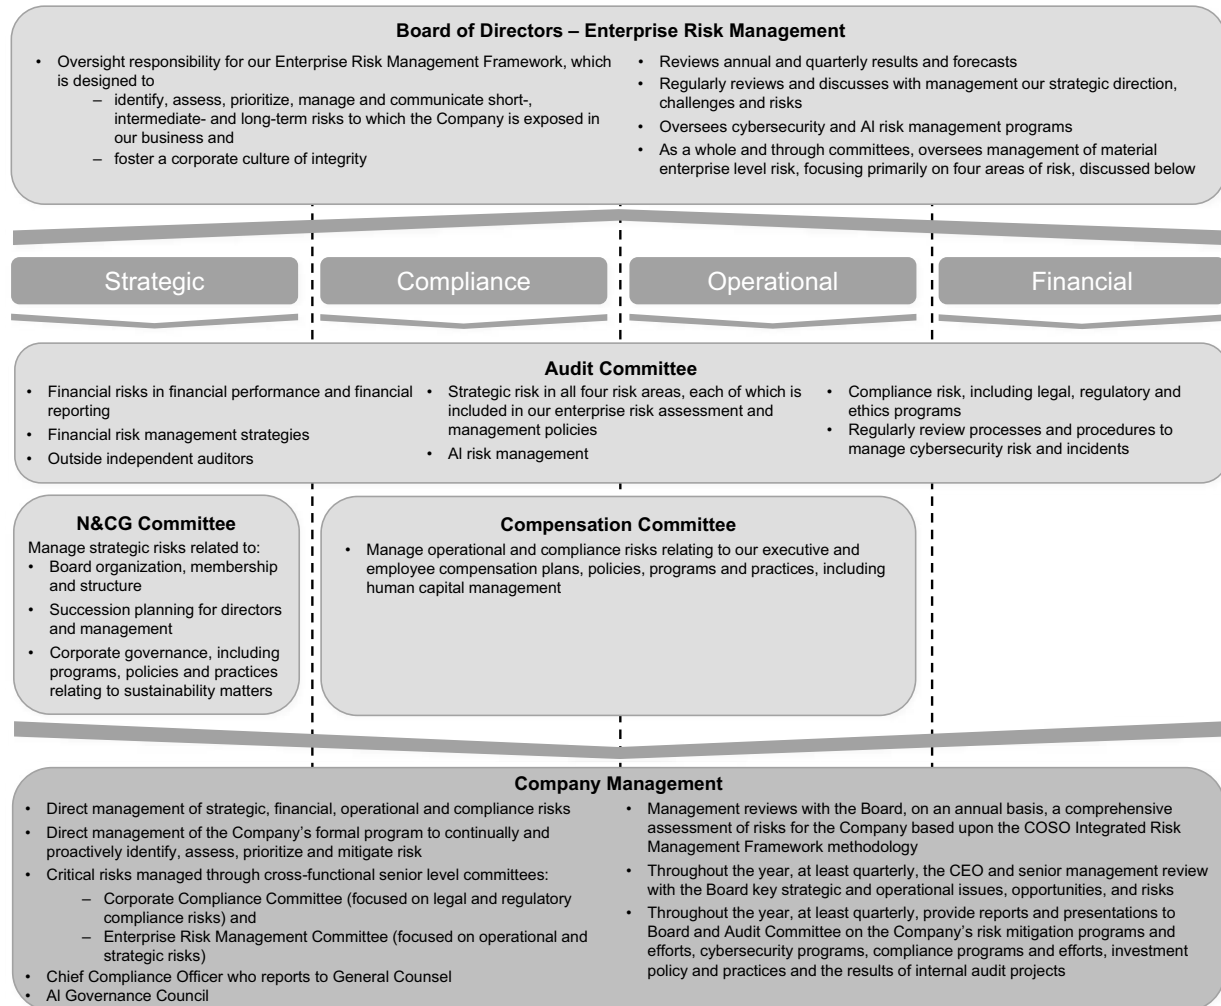 Board of Directors – Enterprise Risk Management
• Oversight responsibility for our Enterprise Risk Management Framework, which
is designed to
– identify, assess, prioritize, manage and communicate short-,
intermediate- and long-term risks to which the Company is exposed in
our business and
– foster a corporate culture of integrity
• Reviews annual and quarterly results and forecasts
• Regularly reviews and discusses with management our strategic direction,
challenges and risks
• Oversees cybersecurity and AI risk management programs
• As a whole and through committees, oversees management of material
enterprise level risk, focusing primarily on four areas of risk, discussed below
Strategic
Compliance
Operational
Financial
Audit Committee
• Financial risks in financial performance and financial
reporting
• Financial risk management strategies
• Outside independent auditors
• Strategic risk in all four risk areas, each of which is
included in our enterprise risk assessment and
management policies
• AI risk management
• Compliance risk, including legal, regulatory and
ethics programs
• Regularly review processes and procedures to
manage cybersecurity risk and incidents
N&CG Committee
Manage strategic risks related to:
• Board organization, membership
and structure
• Succession planning for directors
and management
• Corporate governance, including
programs, policies and practices
relating to sustainability matters
Compensation Committee
• Manage operational and compliance risks relating to our executive and
employee compensation plans, policies, programs and practices, including
human capital management
Company Management
• Direct management of strategic, financial, operational and compliance risks
• Direct management of the Company's formal program to continually and
proactively identify, assess, prioritize and mitigate risk
• Critical risks managed through cross-functional senior level committees:
– Corporate Compliance Committee (focused on legal and regulatory
compliance risks) and
– Enterprise Risk Management Committee (focused on operational and
strategic risks)
• Chief Compliance Officer who reports to General Counsel
• AI Governance Council
• Management reviews with the Board, on an annual basis, a comprehensive
assessment of risks for the Company based upon the COSO Integrated Risk
Management Framework methodology
• Throughout the year, at least quarterly, the CEO and senior management review
with the Board key strategic and operational issues, opportunities, and risks
• Throughout the year, at least quarterly, provide reports and presentations to
Board and Audit Committee on the Company's risk mitigation programs and
efforts, cybersecurity programs, compliance programs and efforts, investment
policy and practices and the results of internal audit projects